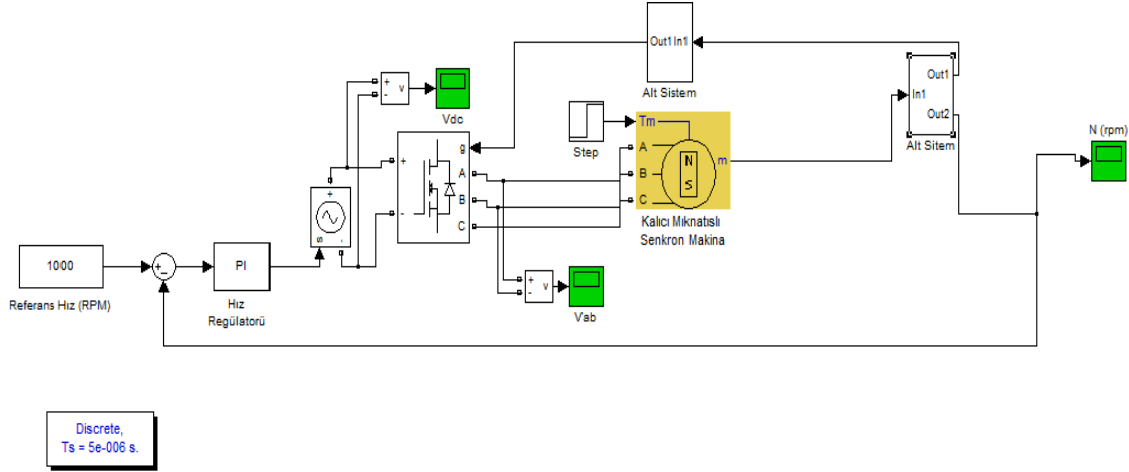 Out1 In1
Alt Sistem
Out1
In1
Out2
Alt Sitem
N (rpm)
+
-
v
Vdc
Step
Tm
A
B
C
m
N
S
Kalıcı Mıknatıslı
Senkron Makina
g
+
A
B
-
C
+
s
-
1000
Referans Hız (RPM)
+
-
PI
Hız
Regülatorü
+
-
v
Vab
Discrete,
Ts = 5e-006 s.